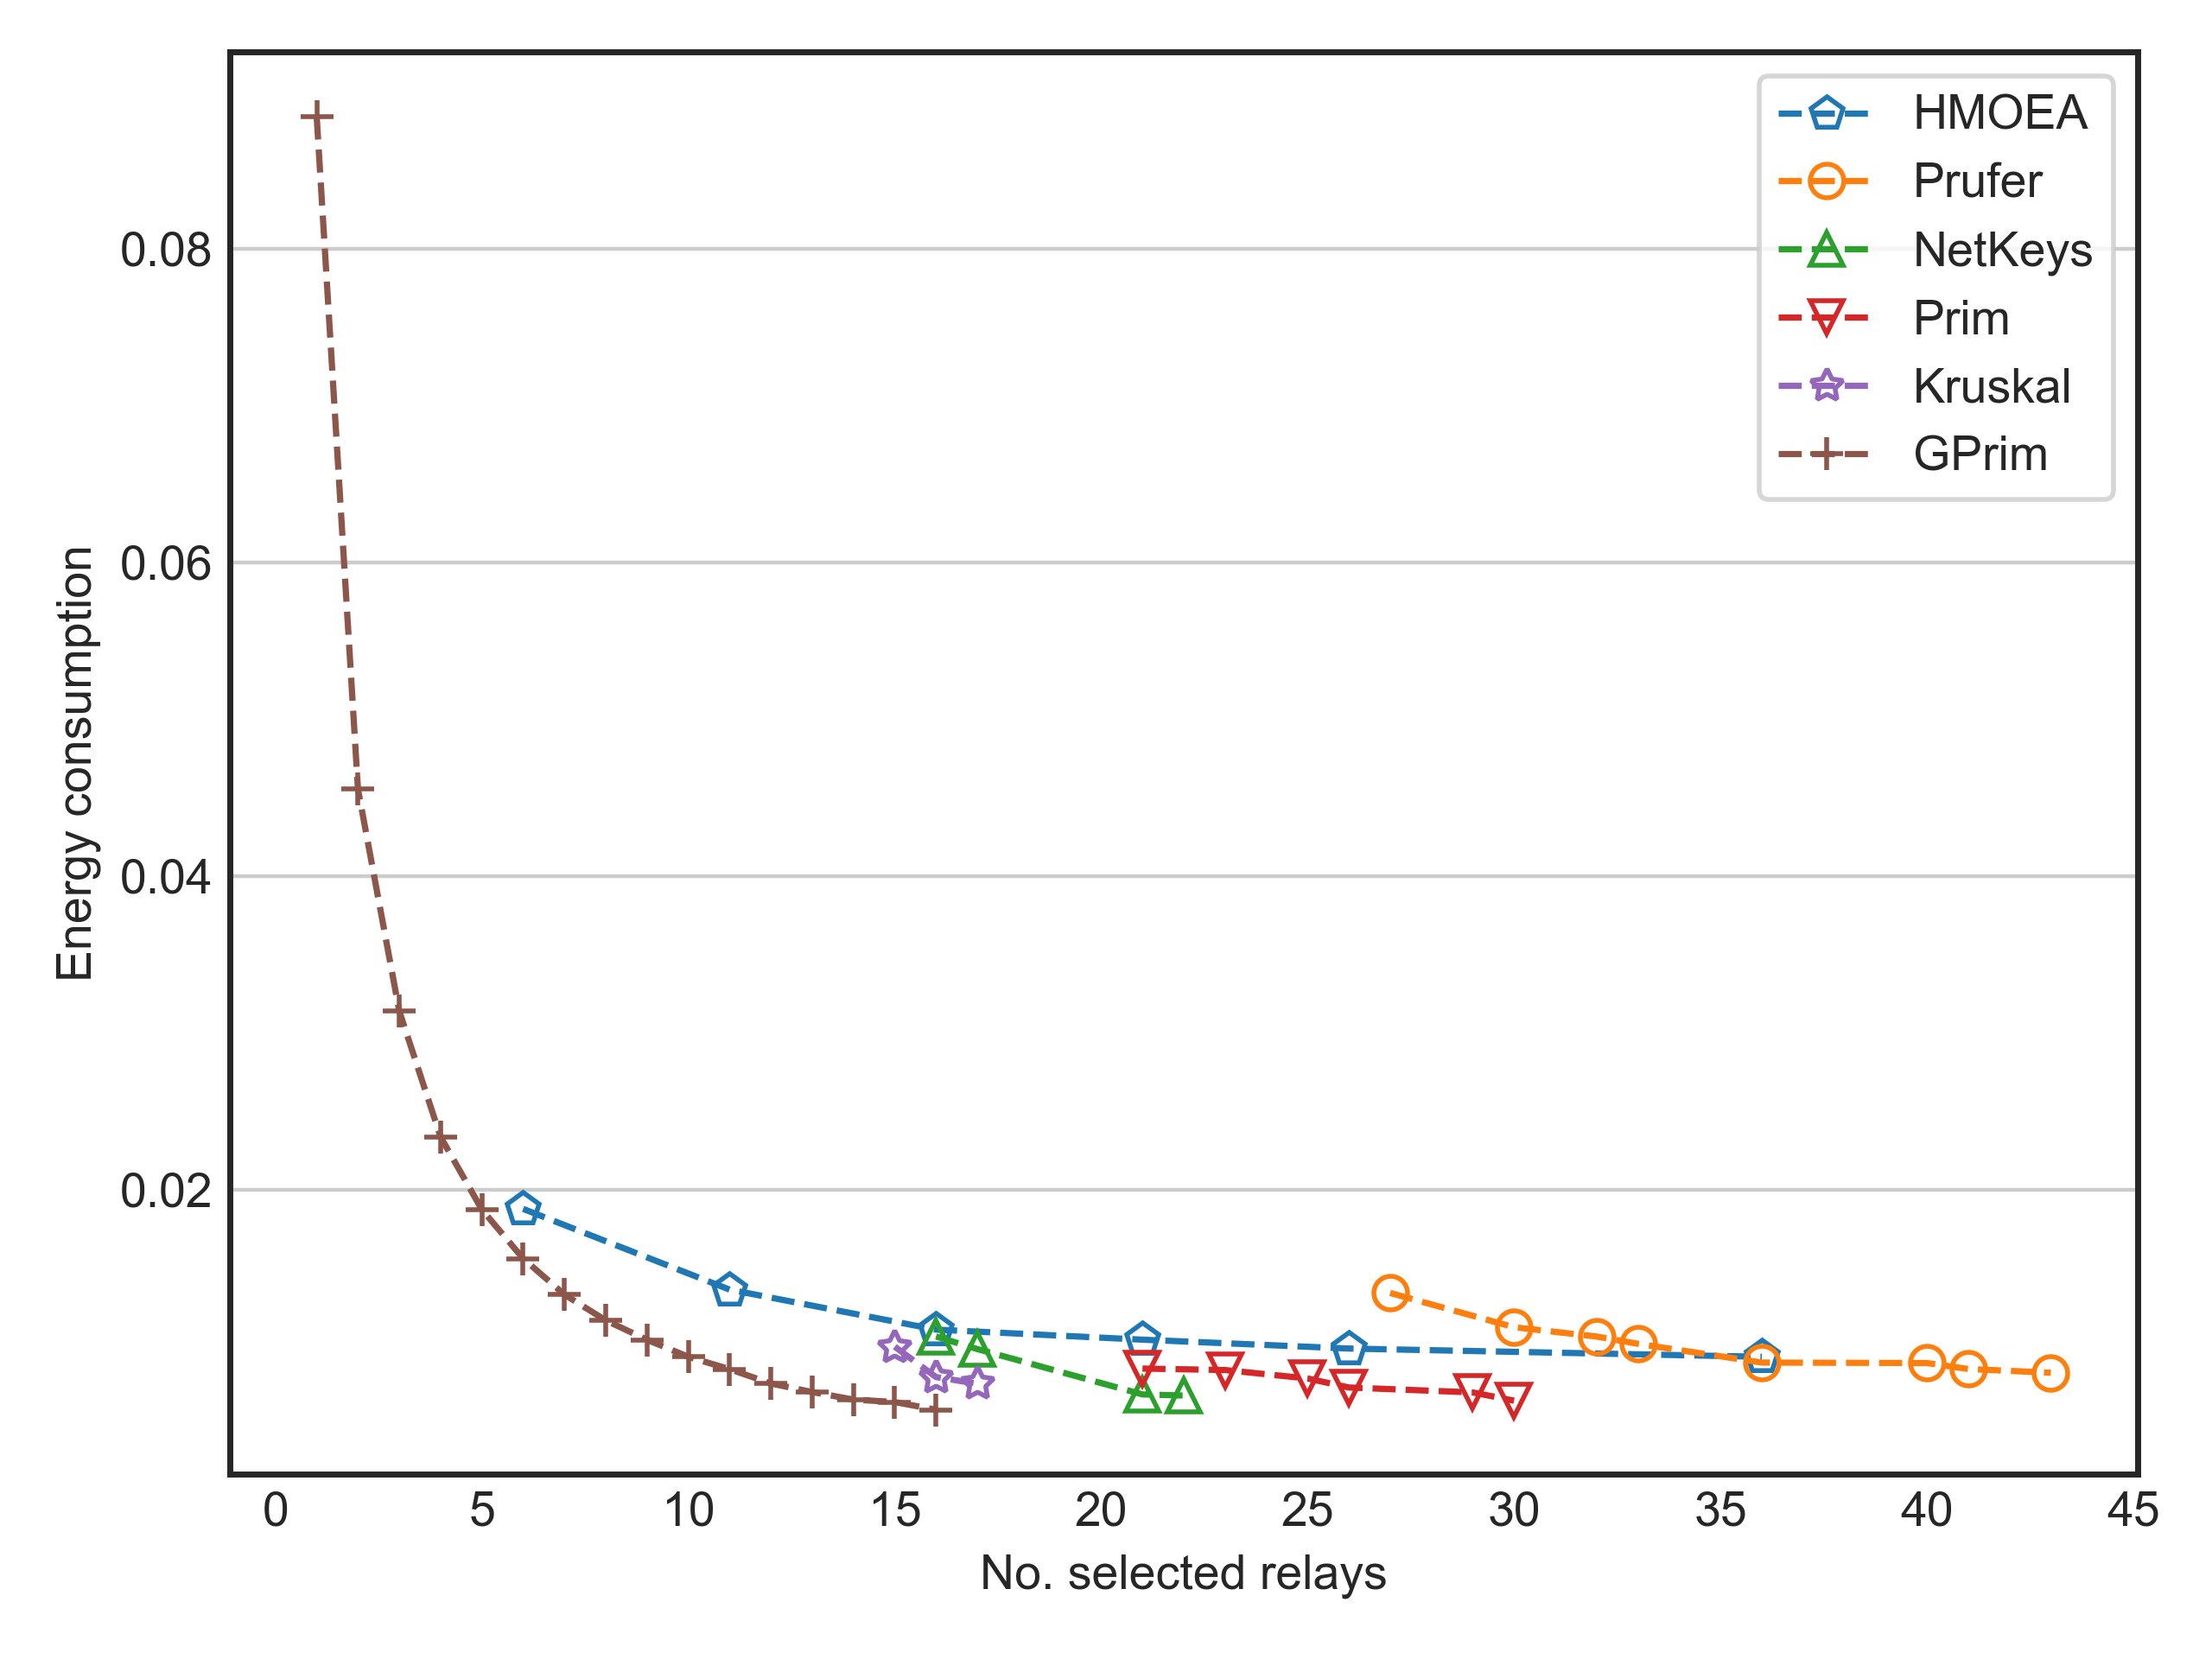 HMOEA
Prufer
NetKeys
Prim
Kruskal
GPrim
Energy consumption
0.08
0.06
0.04
0.02
0 5 10 15 20 25 30 35 40 45
No. selected relays